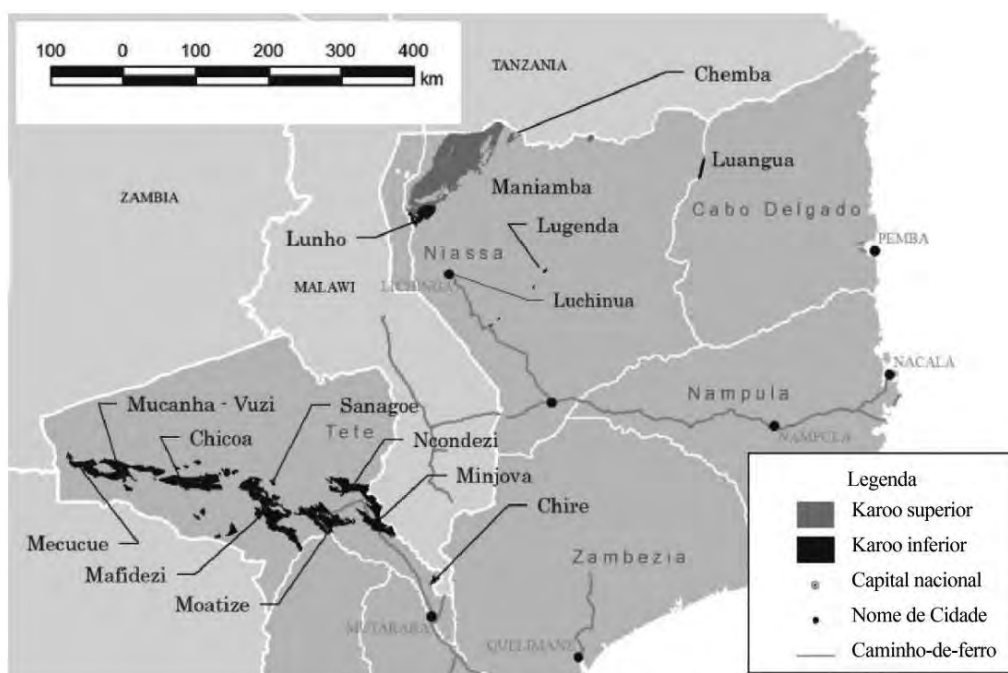 100 0 100 200 300 400
km
TANZANIA
Chemba
ZAMBIA
Maniamba
Luangua
Cabo Delgado
Lunho
Lugenda
PEMBA
Niassa
MALAWI
LICHINGA
Luchinua
NACALA
Mucanha - Vuzi
Sanagoe
Nampula
Chicoa
Tete
Ncondezi
NAMPULA
Minjova
Chire
Mecucue
Mafidezi
Zambezia
Moatize
MUTARARA
QUELIMANE
Legenda
Karoo superior
Karoo inferior
Capital nacional
Nome de Cidade
Caminho-de-ferro